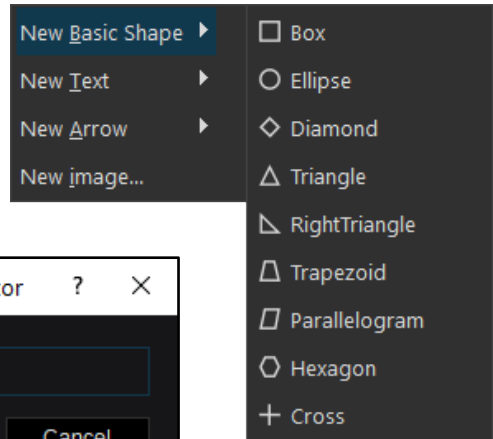 New Basic Shape
New Text
New Arrow
New image...
Box
Ellipse
Diamond
Triangle
RightTriangle
Trapezoid
Parallelogram
Hexagon
Cross
tor ?
Cancel